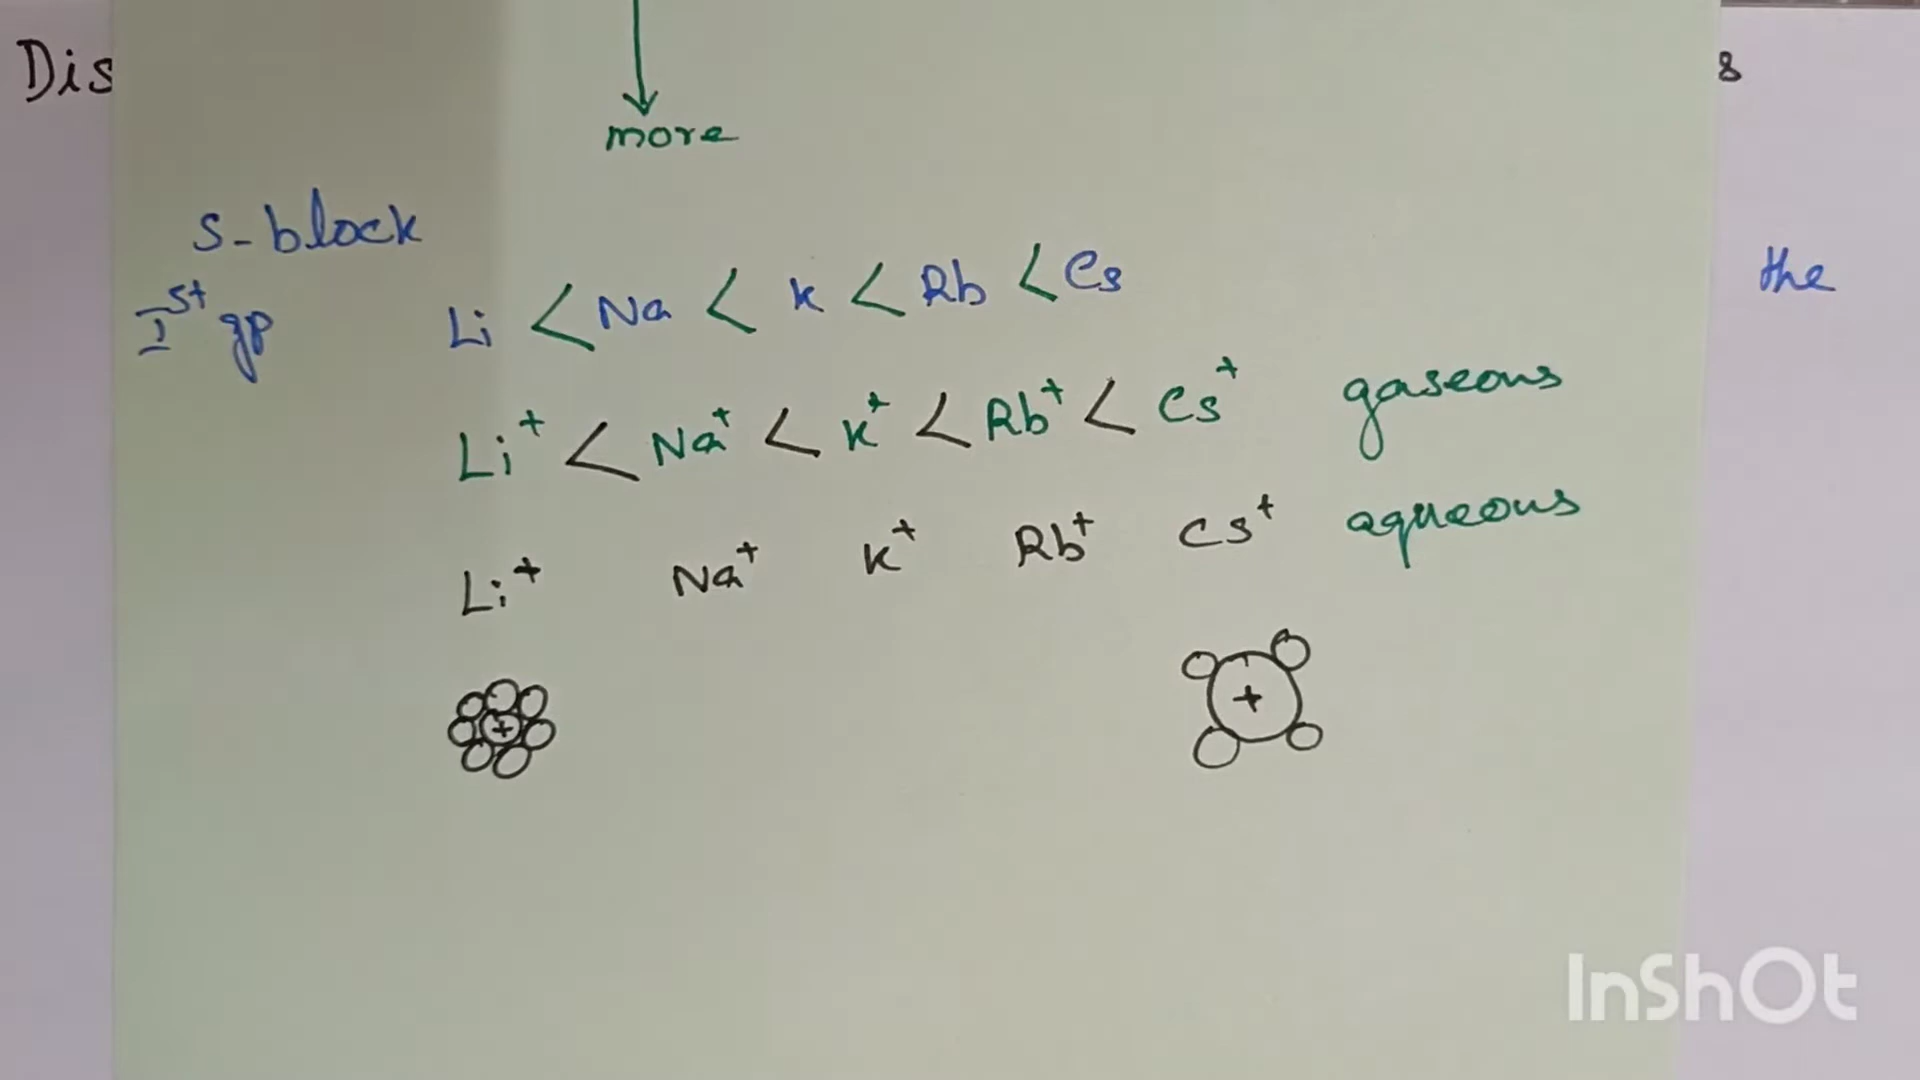 Dis
s
more
s-block
the
Ist gp Li < Na < K < Rb < Cs
Li+ < Na+ < K+ < Rb+ < Cs+ gaseous
Li+ Na+ K+ Rb+ Cs+ aqueous
+ +
InShOt